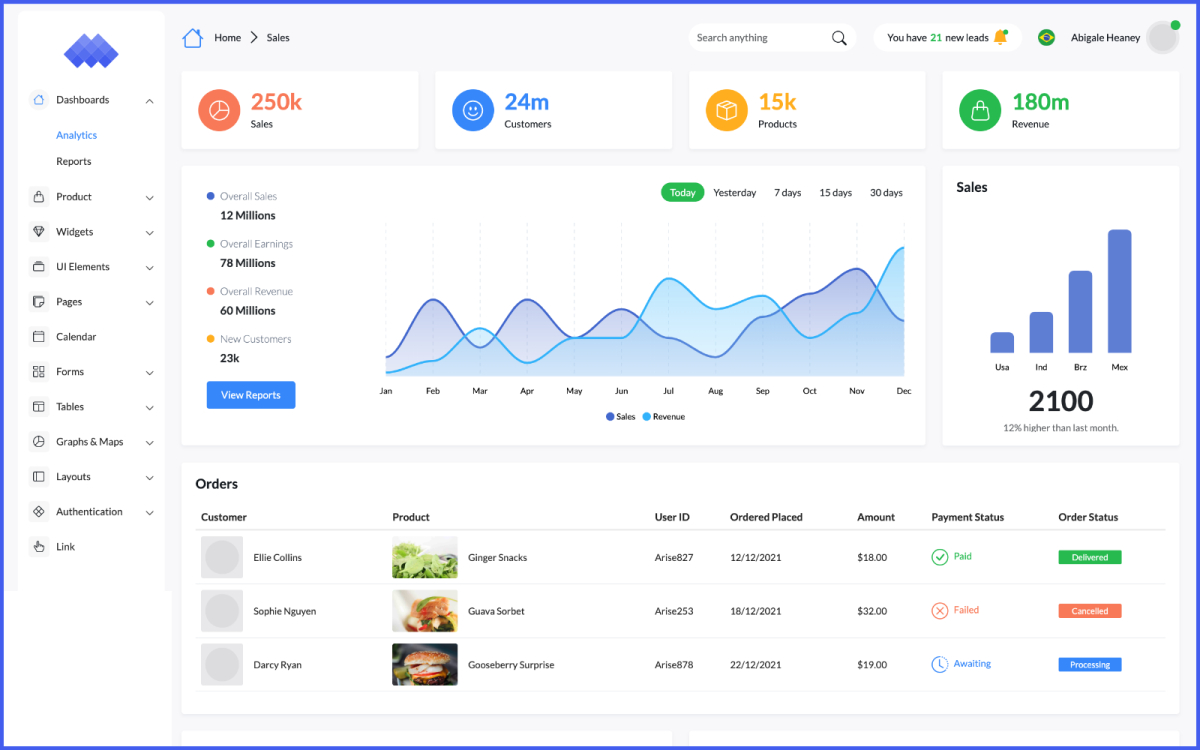 Home
Sales
Search anything
You have 21 new leads
Abigale Heaney
Dashboards
Analytics
Reports
Product
Widgets
UI Elements
Pages
Calendar
Forms
Tables
Graphs & Maps
Layouts
Authentication
Link
250k
Sales
24m
Customers
15k
Products
180m
Revenue
Overall Sales
12 Millions
Overall Earnings
78 Millions
Overall Revenue
60 Millions
New Customers
23k
View Reports
Today Yesterday 7 days 15 days 30 days
Jan Feb Mar Apr May Jun Jul Aug Sep Oct Nov Dec
Sales Revenue
Sales
Usa Ind Brz Mex
2100
12% higher than last month.
Orders
Customer Product User ID Ordered Placed Amount Payment Status Order Status
Ellie Collins Ginger Snacks Arise827 12/12/2021 $18.00 Paid Delivered
Sophie Nguyen Guava Sorbet Arise253 18/12/2021 $32.00 Failed Cancelled
Darcy Ryan Gooseberry Surprise Arise878 22/12/2021 $19.00 Awaiting Processing